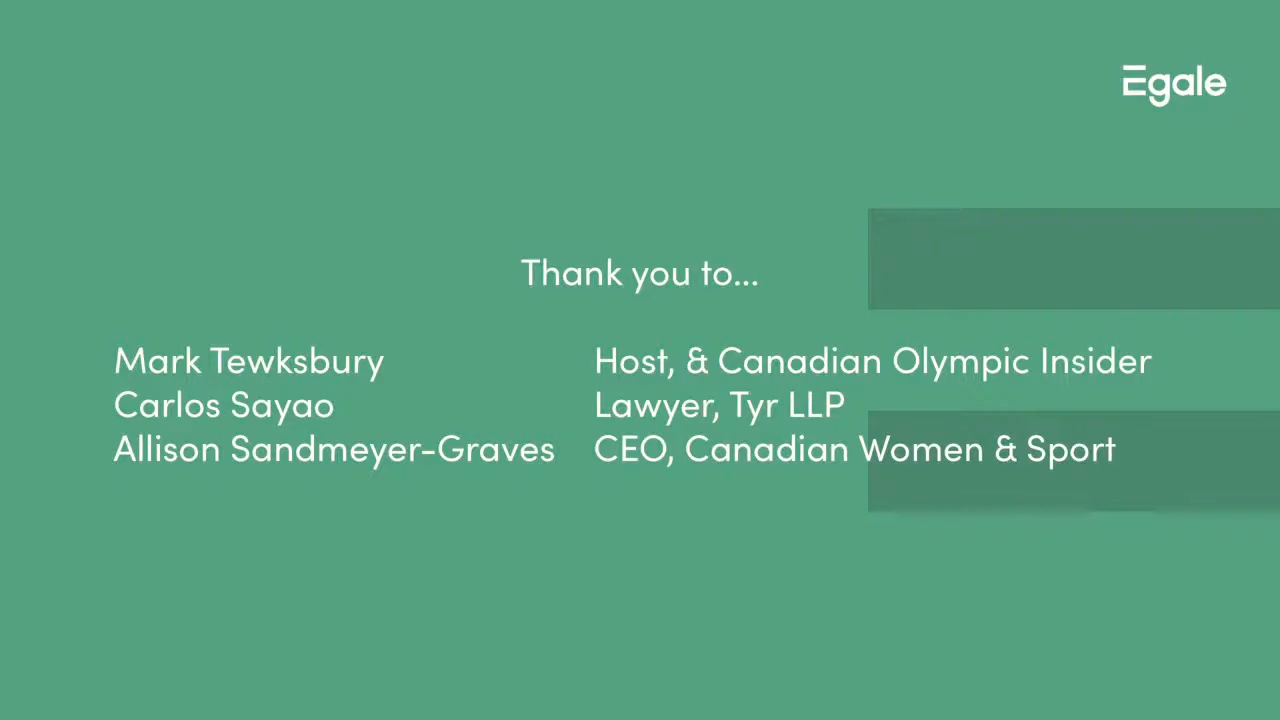 Egale
Thank you to...
Mark Tewksbury Host, & Canadian Olympic Insider
Carlos Sayao Lawyer, Tyr LLP
Allison Sandmeyer-Graves CEO, Canadian Women & Sport